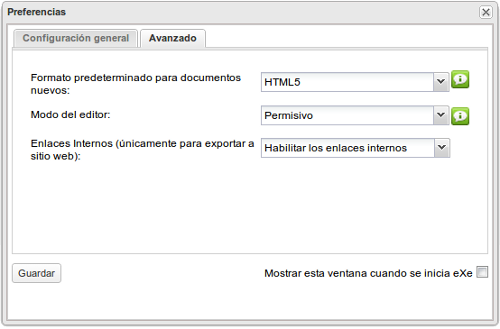 Preferencias
Configuración general Avanzado
Formato predeterminado para documentos
nuevos: HTML5
Modo del editor: Permisivo
Enlaces Internos (únicamente para exportar a
sitio web): Habilitar los enlaces internos
Guardar Mostrar esta ventana cuando se inicia eXe